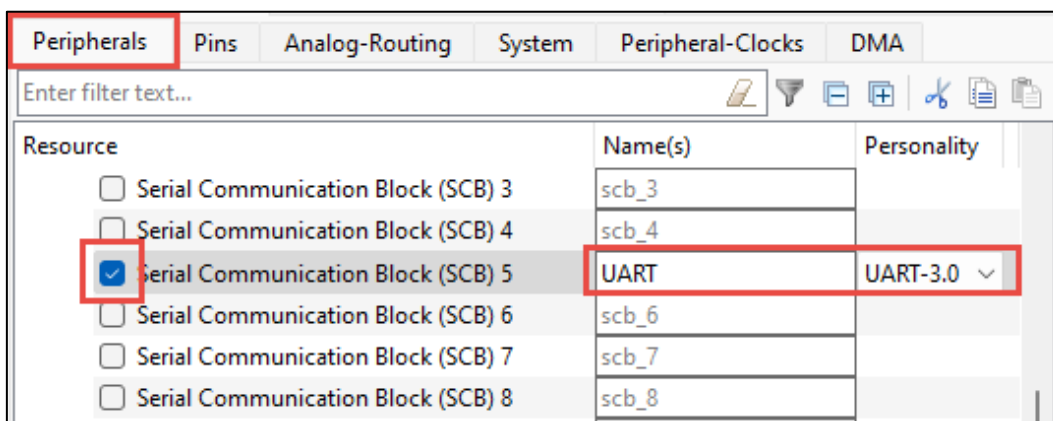 Peripherals Pins Analog-Routing System Peripheral-Clocks DMA
Enter filter text...
Resource Name(s) Personality
Serial Communication Block (SCB) 3 scb_3
Serial Communication Block (SCB) 4 scb_4
Serial Communication Block (SCB) 5 UART UART-3.0
Serial Communication Block (SCB) 6 scb_6
Serial Communication Block (SCB) 7 scb_7
Serial Communication Block (SCB) 8 scb_8